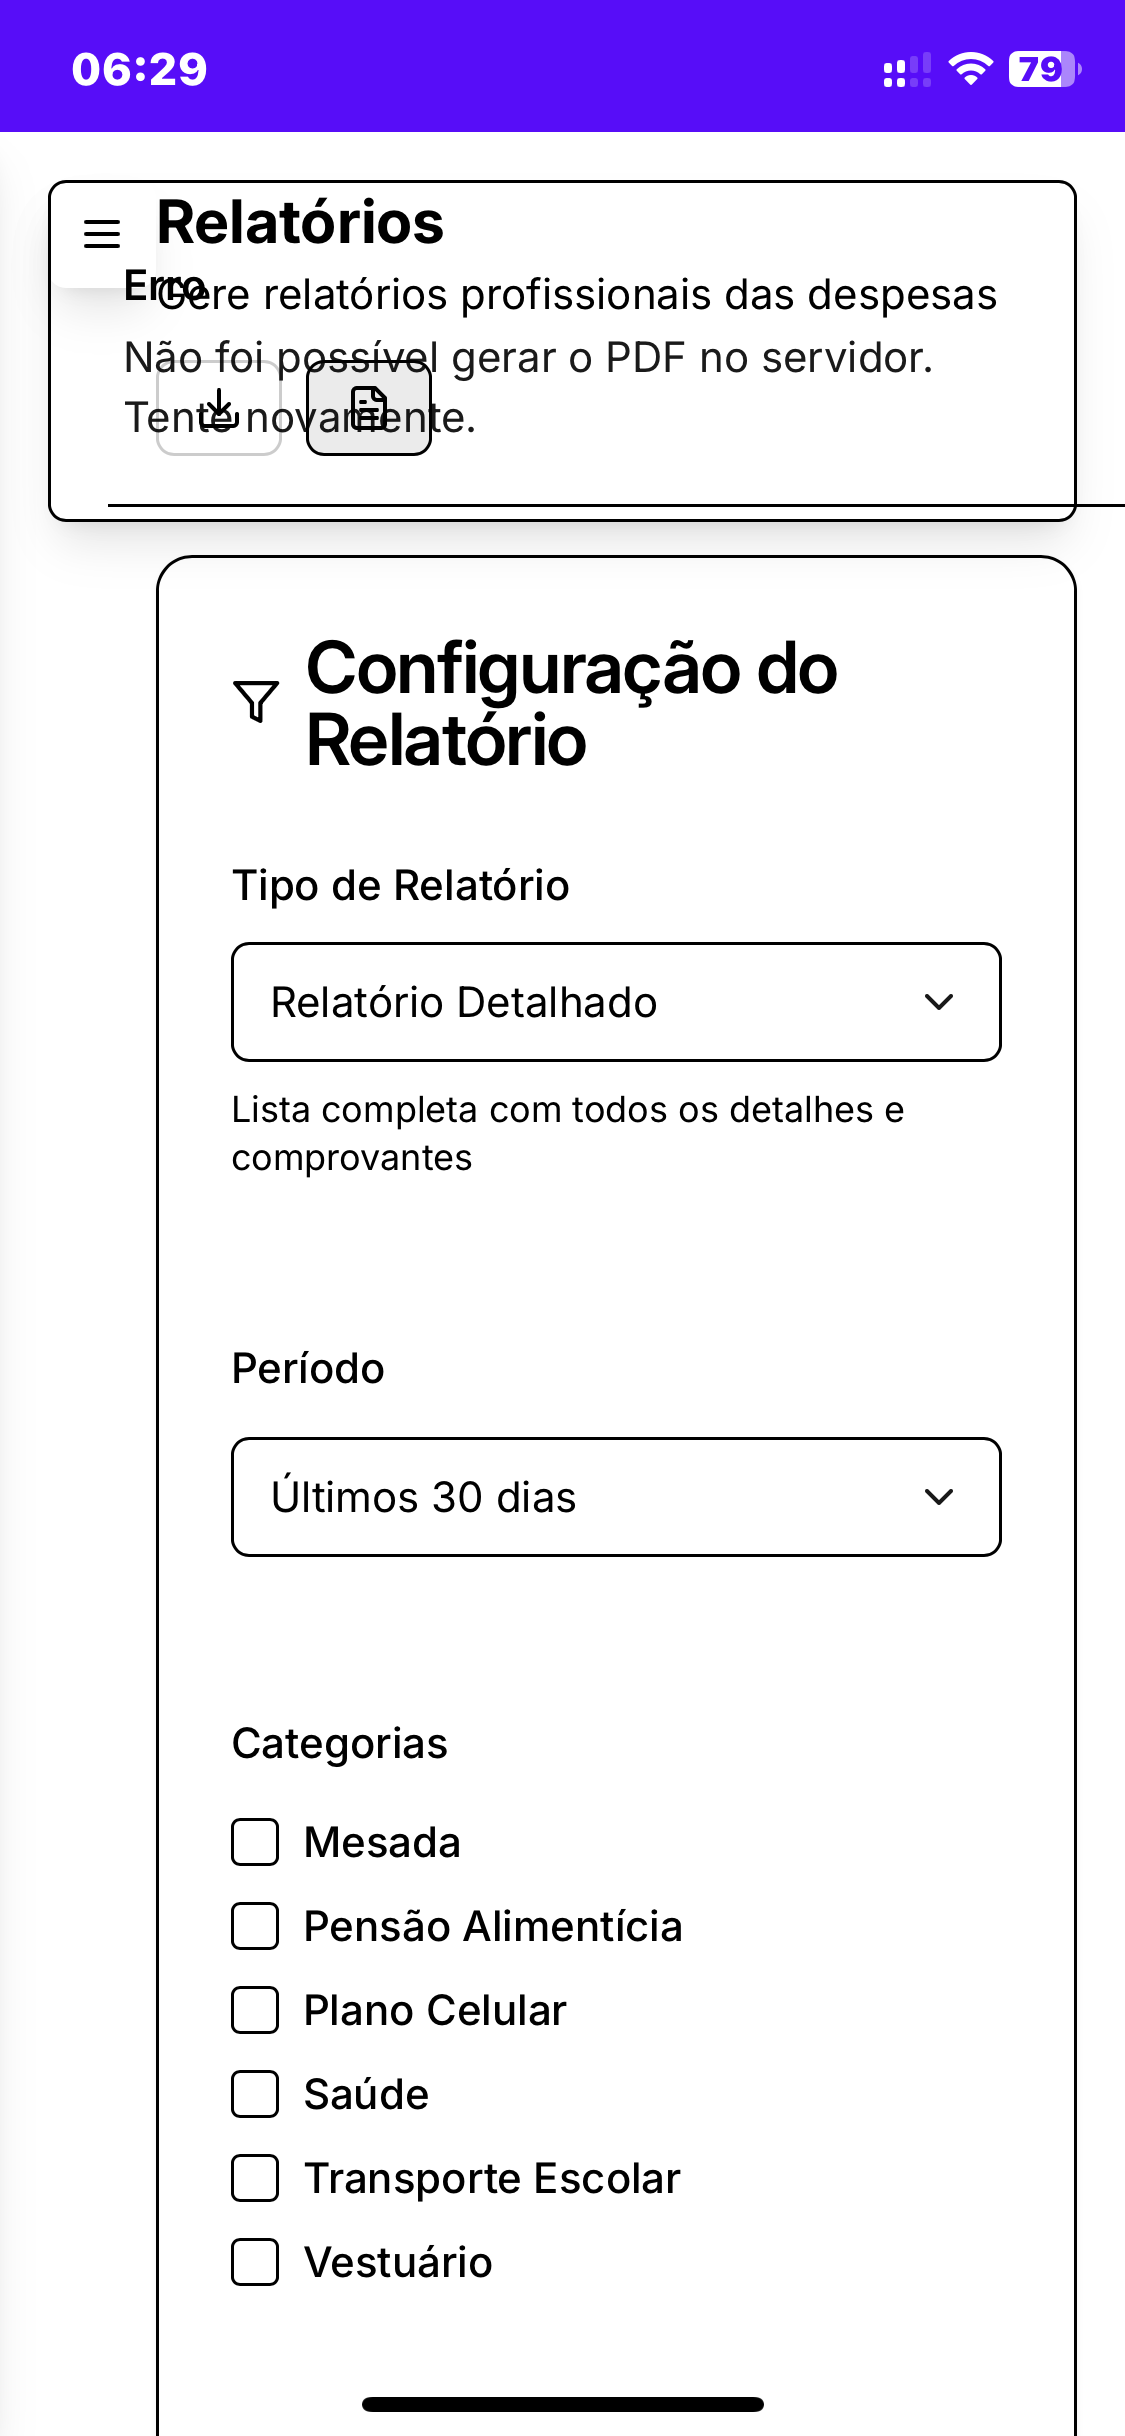 06:29
79
Relatórios
Erro
Gere relatórios profissionais das despesas
Não foi possível gerar o PDF no servidor.
Tente novamente.
Configuração do
Relatório
Tipo de Relatório
Relatório Detalhado
Lista completa com todos os detalhes e
comprovantes
Período
Últimos 30 dias
Categorias
Mesada
Pensão Alimentícia
Plano Celular
Saúde
Transporte Escolar
Vestuário